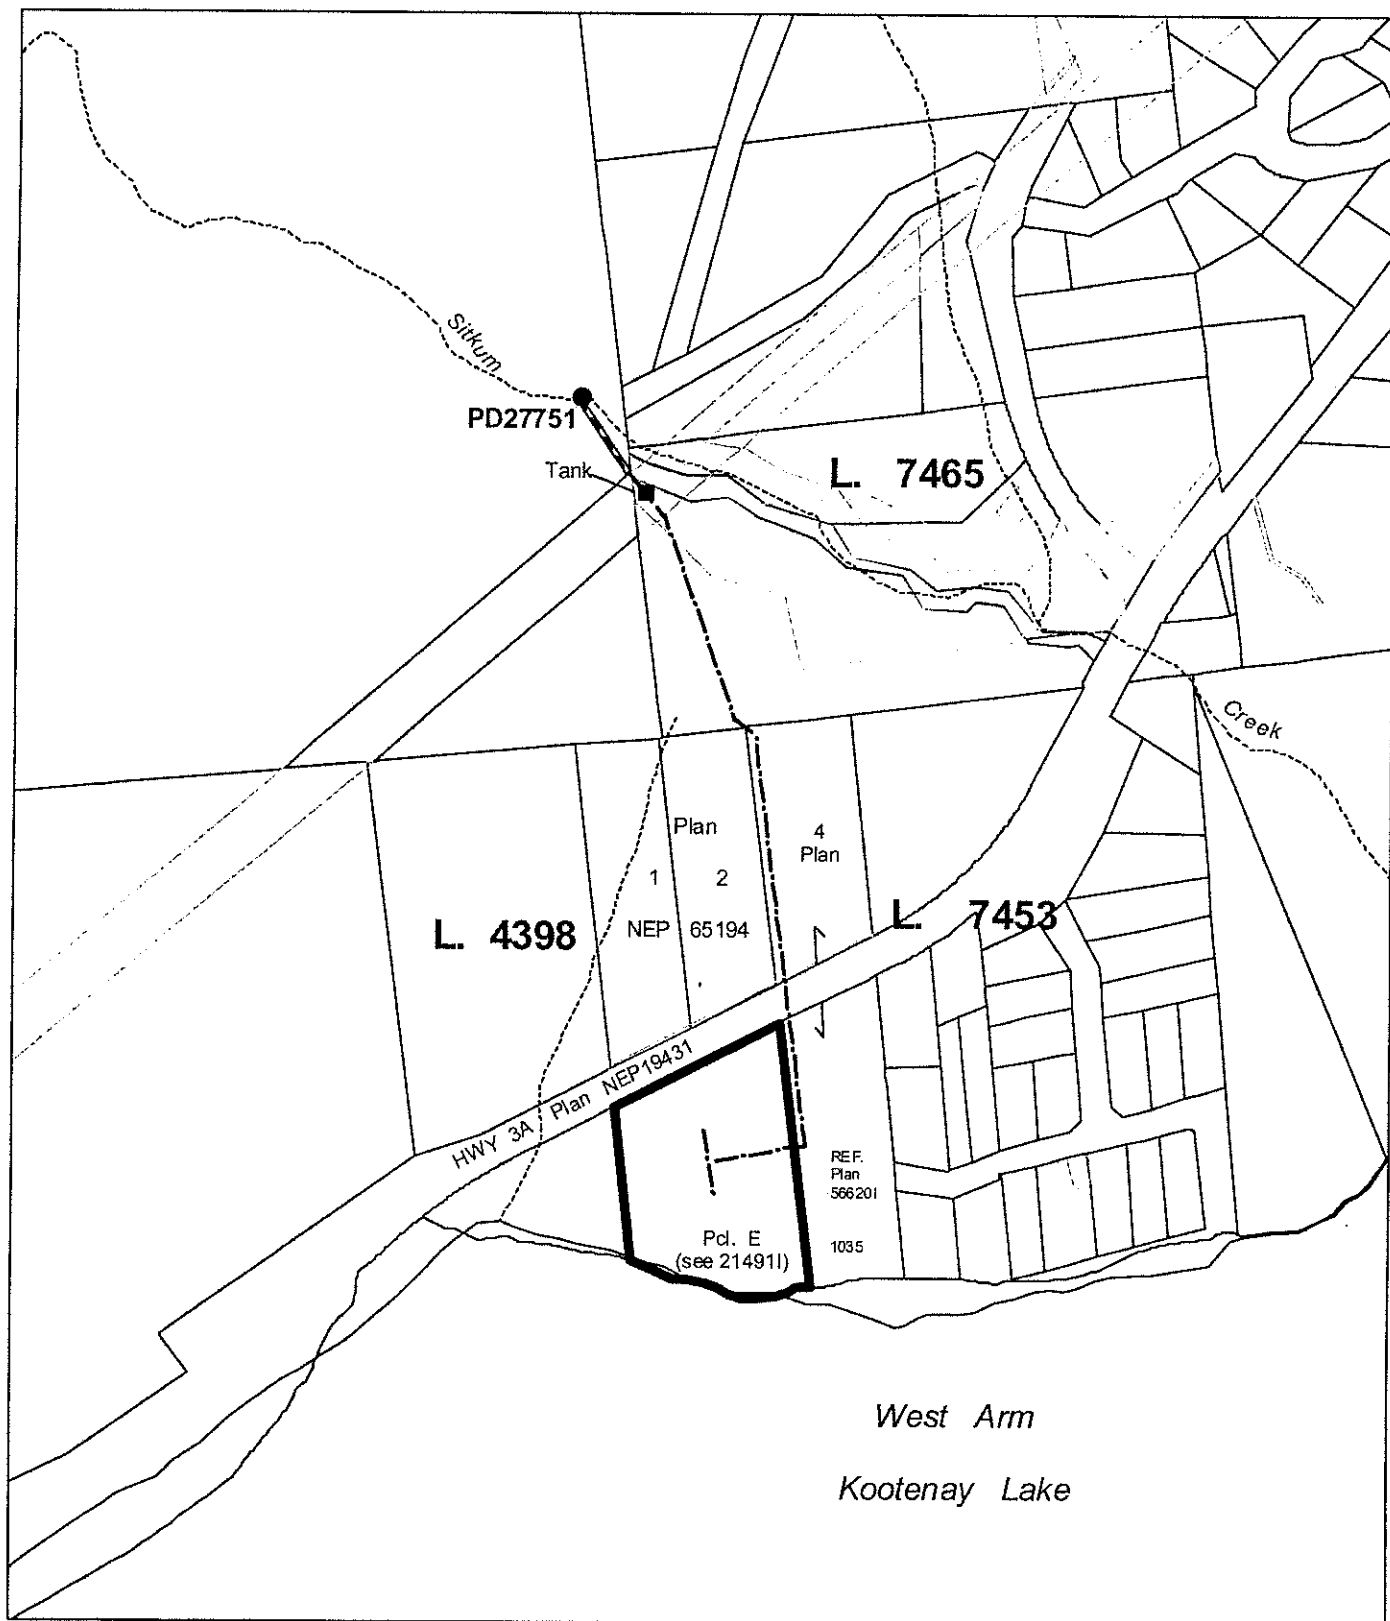 Sitkum
PD27751
Tank
L. 7465
Creek
Plan
4
Plan
1 2
L. 4398
NEP 65194
L. 7453
HWY 3A Plan NEP19431
REF.
Plan
56620I
1035
Pcl. E
(see 21491I)
West Arm
Kootenay Lake